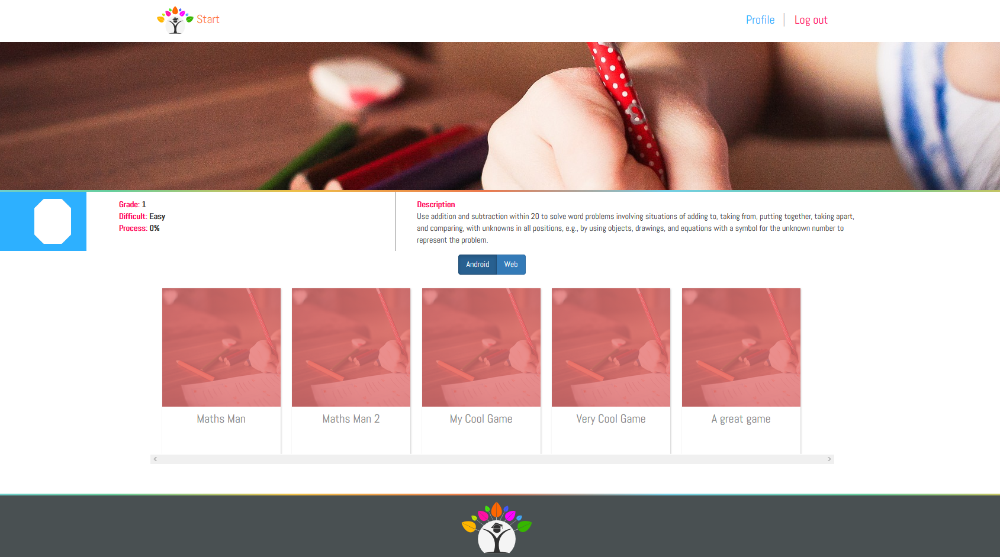 Start
Profile
Log out
Grade: 1
Difficult: Easy
Process: 0%
Description
Use addition and subtraction within 20 to solve word problems involving situations of adding to, taking from, putting together, taking apart,
and comparing, with unknowns in all positions, e.g., by using objects, drawings, and equations with a symbol for the unknown number to
represent the problem.
Android
Web
Maths Man
Maths Man 2
My Cool Game
Very Cool Game
A great game